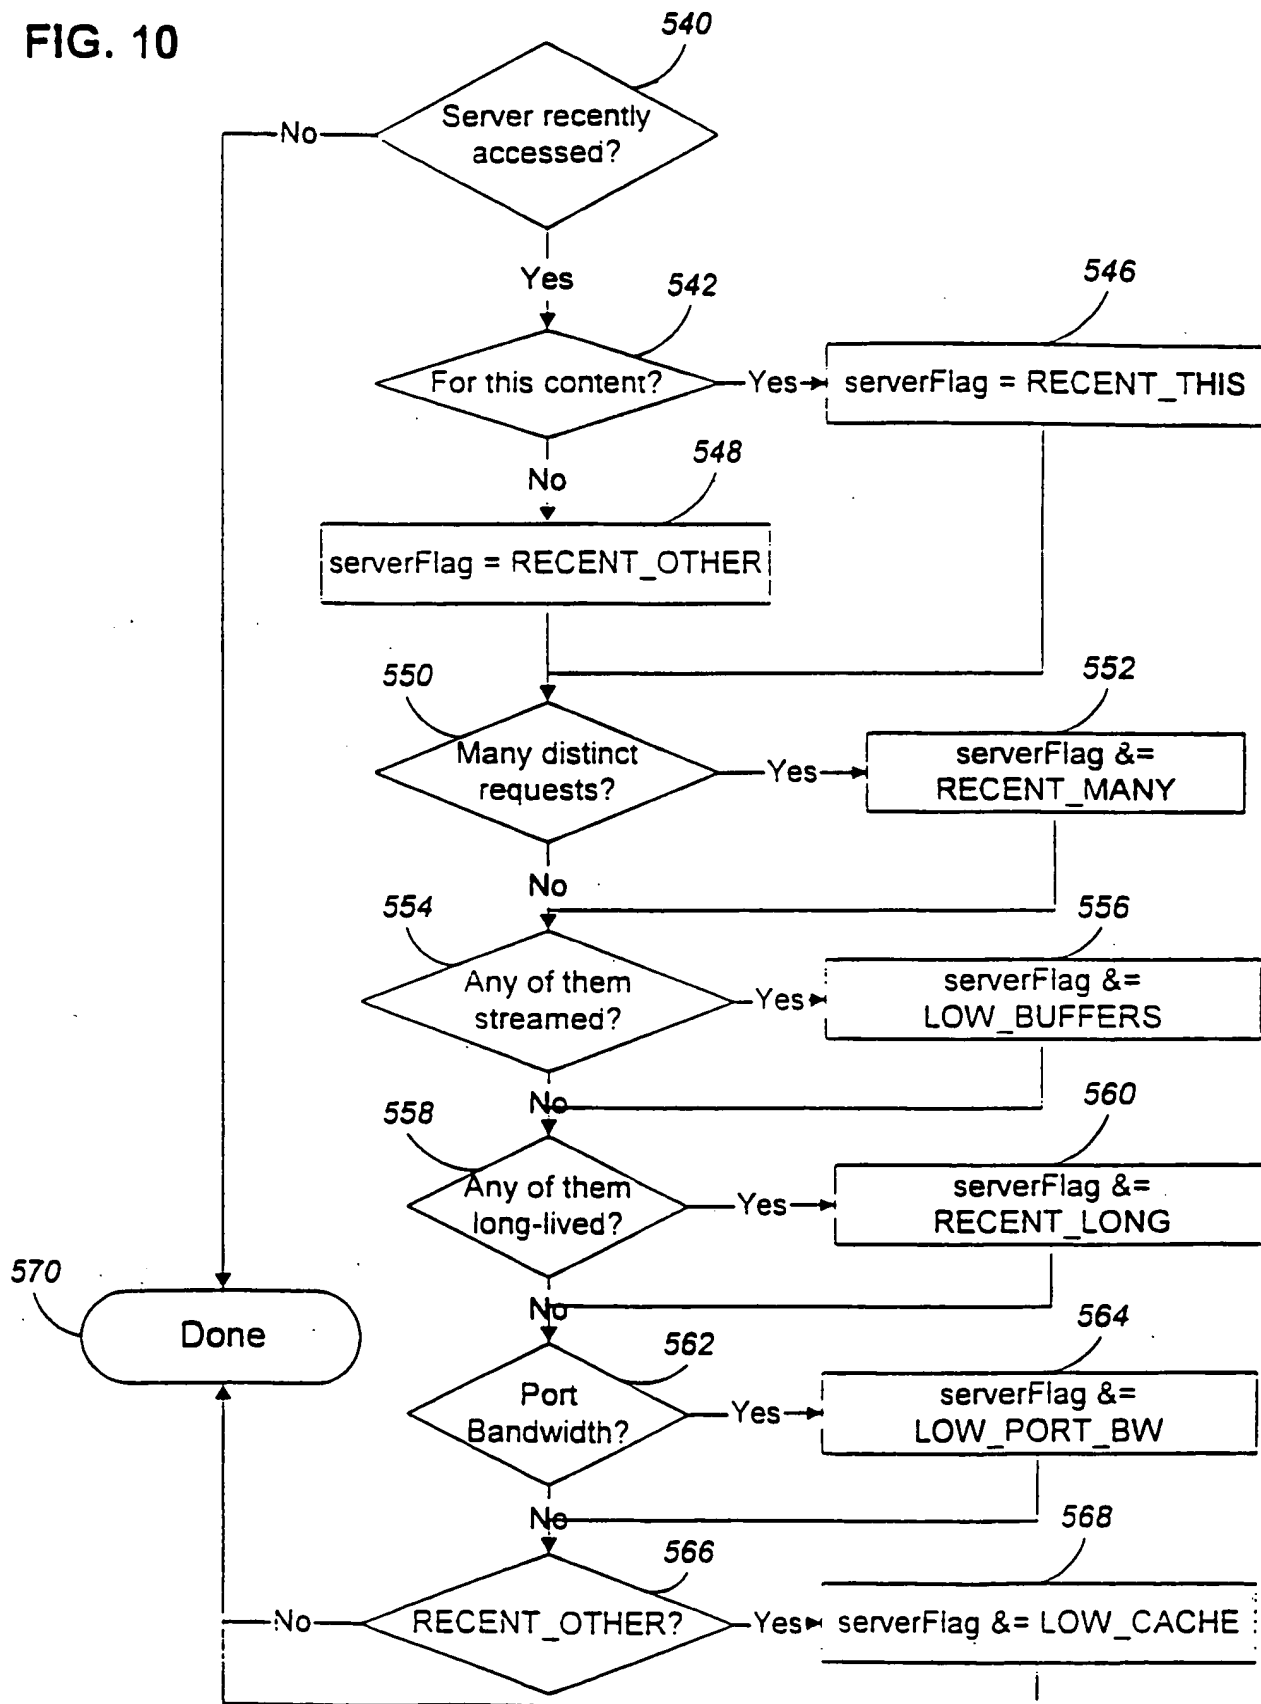 FIG. 10
540
Server recently
accessed?
No
Yes
542
546
For this content?
Yes
serverFlag = RECENT_THIS
No
548
serverFlag = RECENT_OTHER
550
552
Many distinct
requests?
Yes
serverFlag &=
RECENT_MANY
No
554
556
Any of them
streamed?
Yes
serverFlag &=
LOW_BUFFERS
No
558
560
Any of them
long-lived?
Yes
serverFlag &=
RECENT_LONG
570
Done
No
562
564
Port
Bandwidth?
Yes
serverFlag &=
LOW_PORT_BW
No
566
568
RECENT_OTHER?
No
Yes
serverFlag &= LOW_CACHE